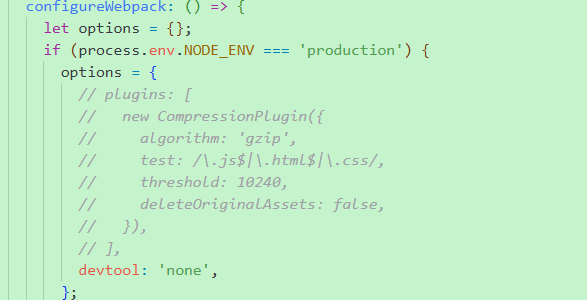 configureWebpack: () => {
let options = {};
if (process.env.NODE_ENV === 'production') {
options = {
// plugins: [
//   new CompressionPlugin({
//     algorithm: 'gzip',
//     test: /\.js$|\.html$|\.css/,
//     threshold: 10240,
//     deleteOriginalAssets: false,
//   }),
// ],
devtool: 'none',
};